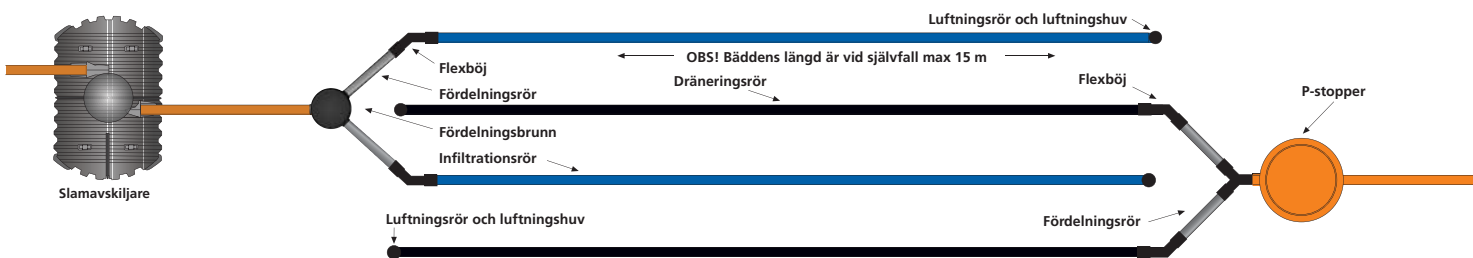 Luftningsrör och luftningshuv
OBS! Bäddens längd är vid självfall max 15 m
Flexböj
Dräneringsrör
Flexböj
Fördelningsrör
P-stopper
Fördelningsbrunn
Infiltrationsrör
Slamavskiljare
Luftningsrör och luftningshuv
Fördelningsrör